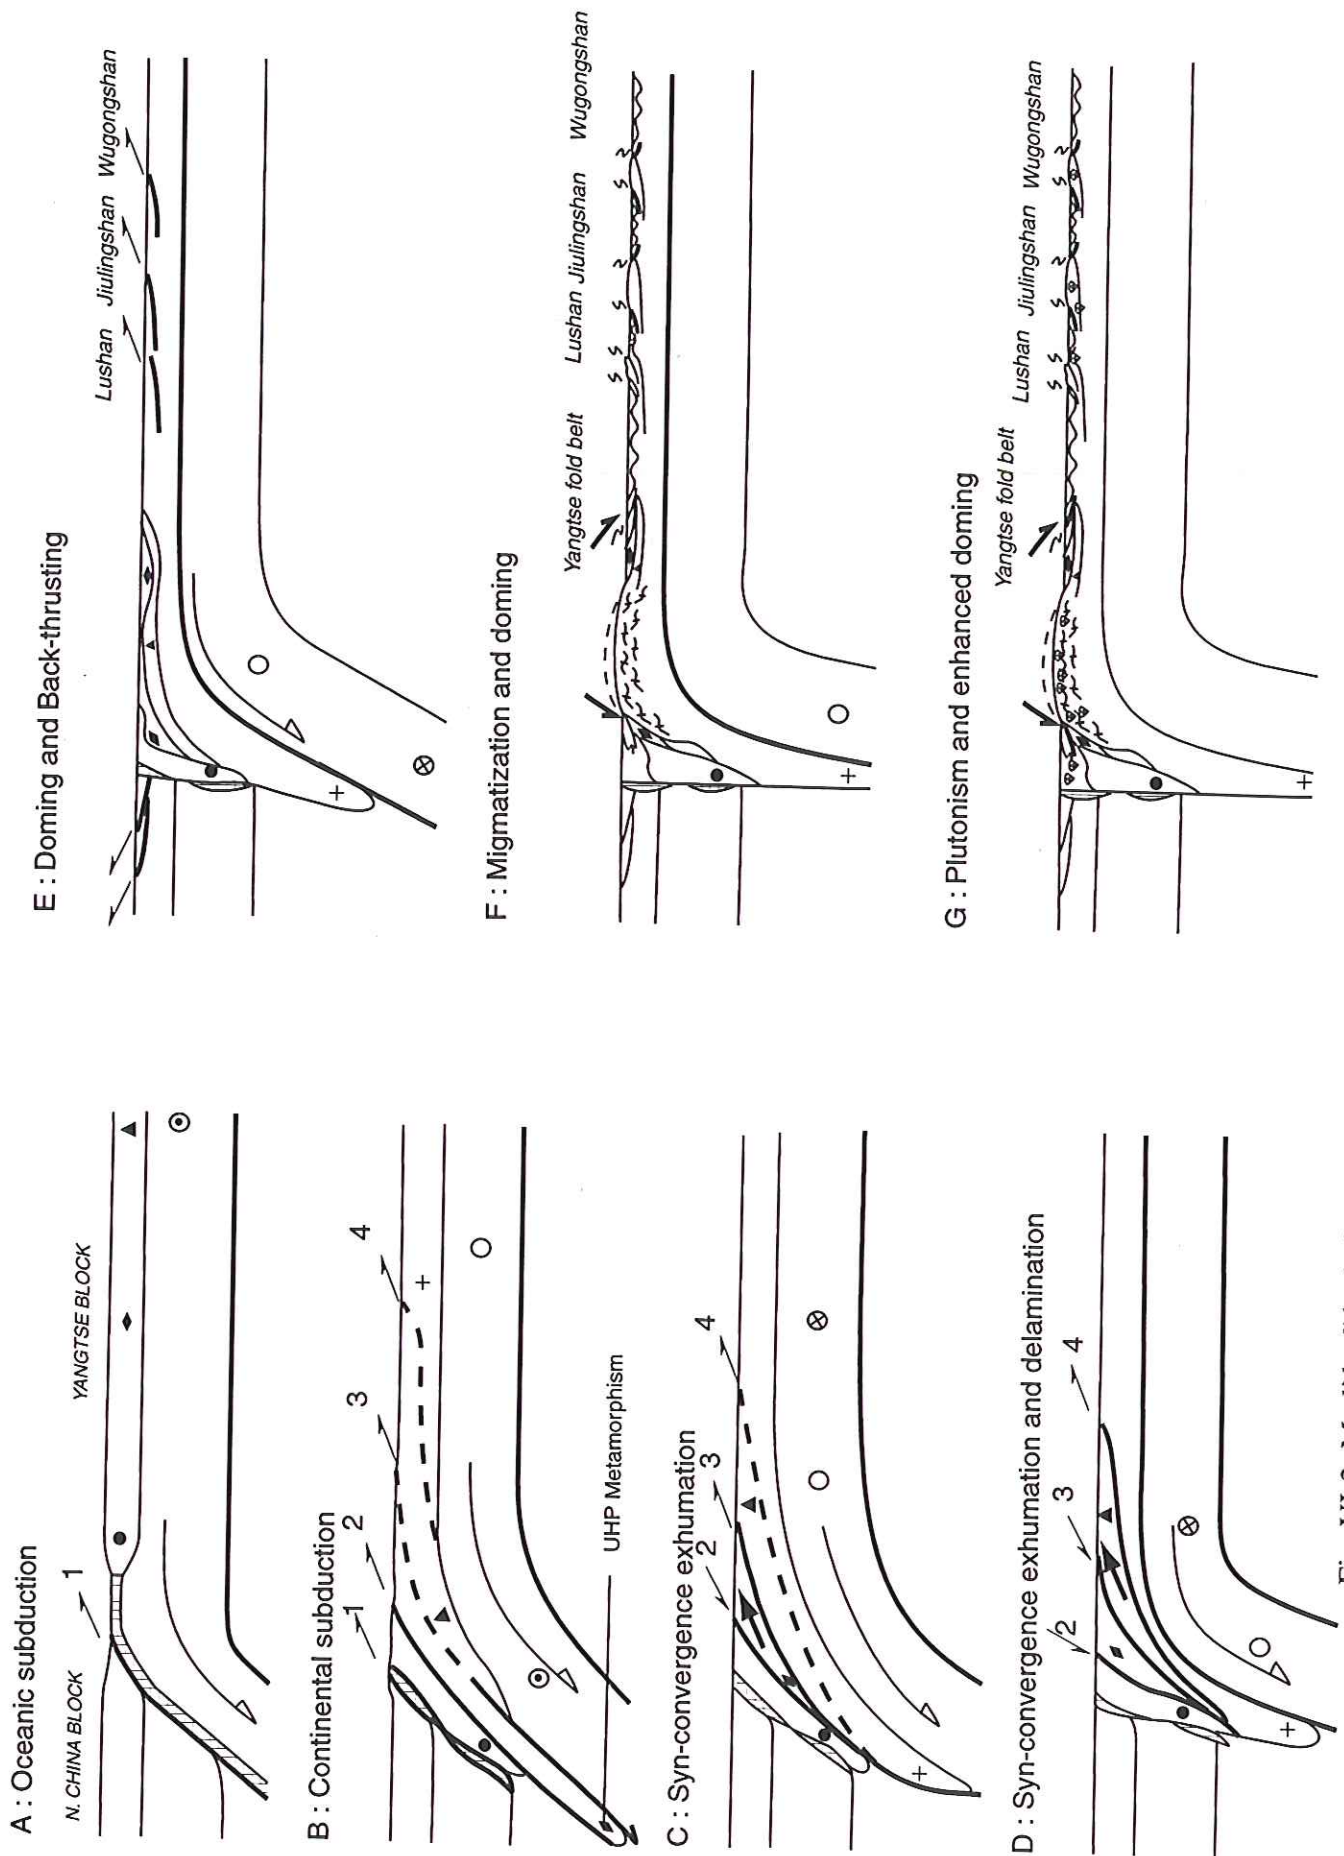 A : Oceanic subduction
N. CHINA BLOCK
1
YANGTSE BLOCK
B : Continental subduction
1
2
3
4
UHP Metamorphism
C : Syn-convergence exhumation
2
3
4
D : Syn-convergence exhumation and delamination
2
3
4
E : Doming and Back-thrusting
Lushan Jiulingshan Wugongshan
F : Migmatization and doming
Yangtse fold belt
Lushan Jiulingshan Wugongshan
G : Plutonism and enhanced doming
Yangtse fold belt
Lushan Jiulingshan Wugongshan